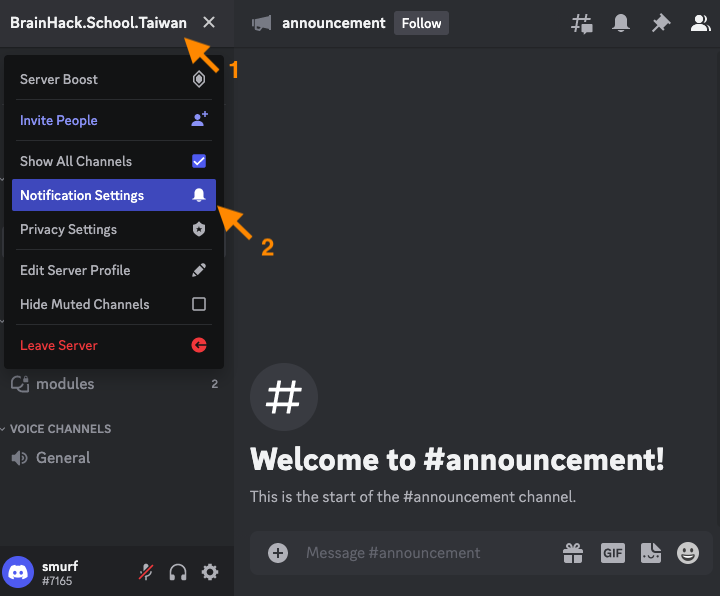 BrainHack.School.Taiwan
1
Server Boost
Invite People
Show All Channels
Notification Settings
2
Privacy Settings
Edit Server Profile
Hide Muted Channels
Leave Server
modules 2
VOICE CHANNELS
General
smurf
#7165
announcement Follow
#
Welcome to #announcement!
This is the start of the #announcement channel.
Message #announcement GIF